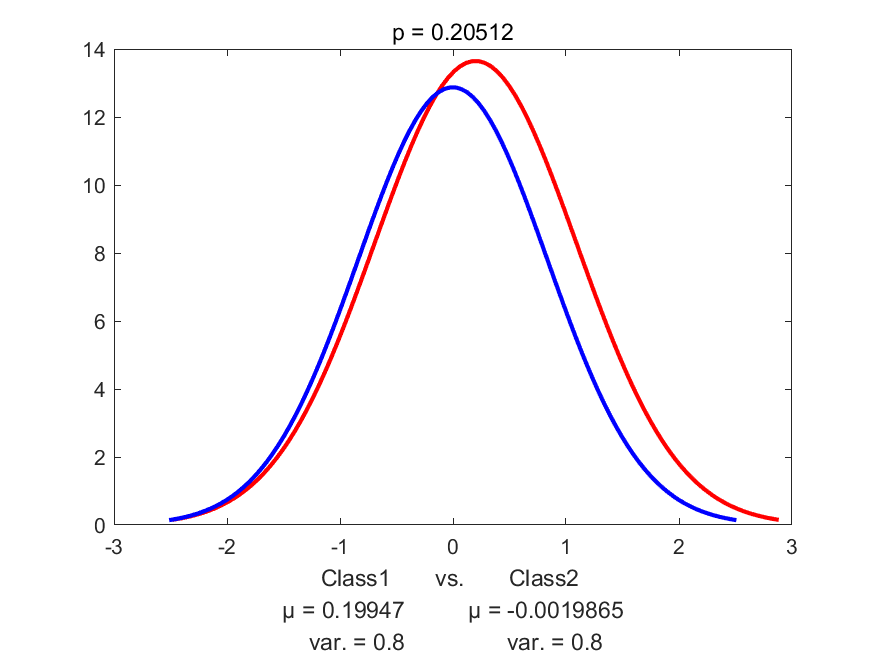 p = 0.20512
14
12
10
8
6
4
2
0
-3 -2 -1 0 1 2 3
Class1 vs. Class2
μ = 0.19947 μ = -0.0019865
var. = 0.8 var. = 0.8